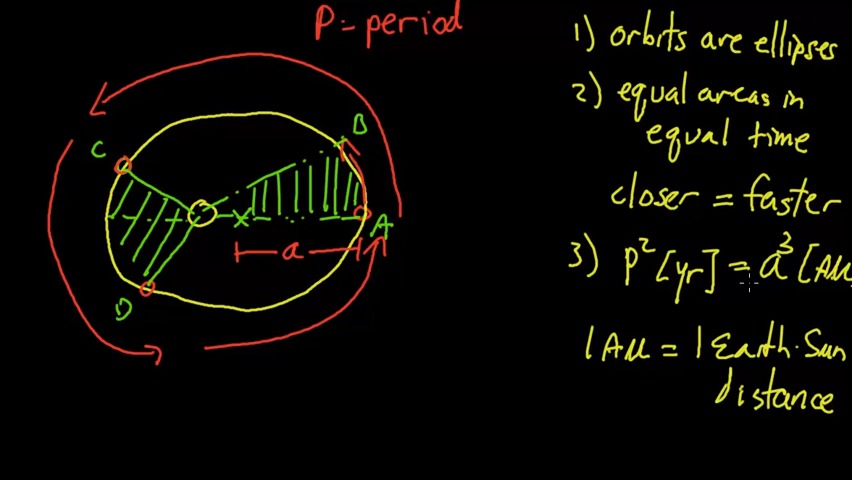 P = period
1) orbits are ellipses
2) equal areas in
equal time
closer = faster
3) P² [yr] = a³ [AU
1 AU = 1 Earth-Sun
distance
B
C
A
a
D